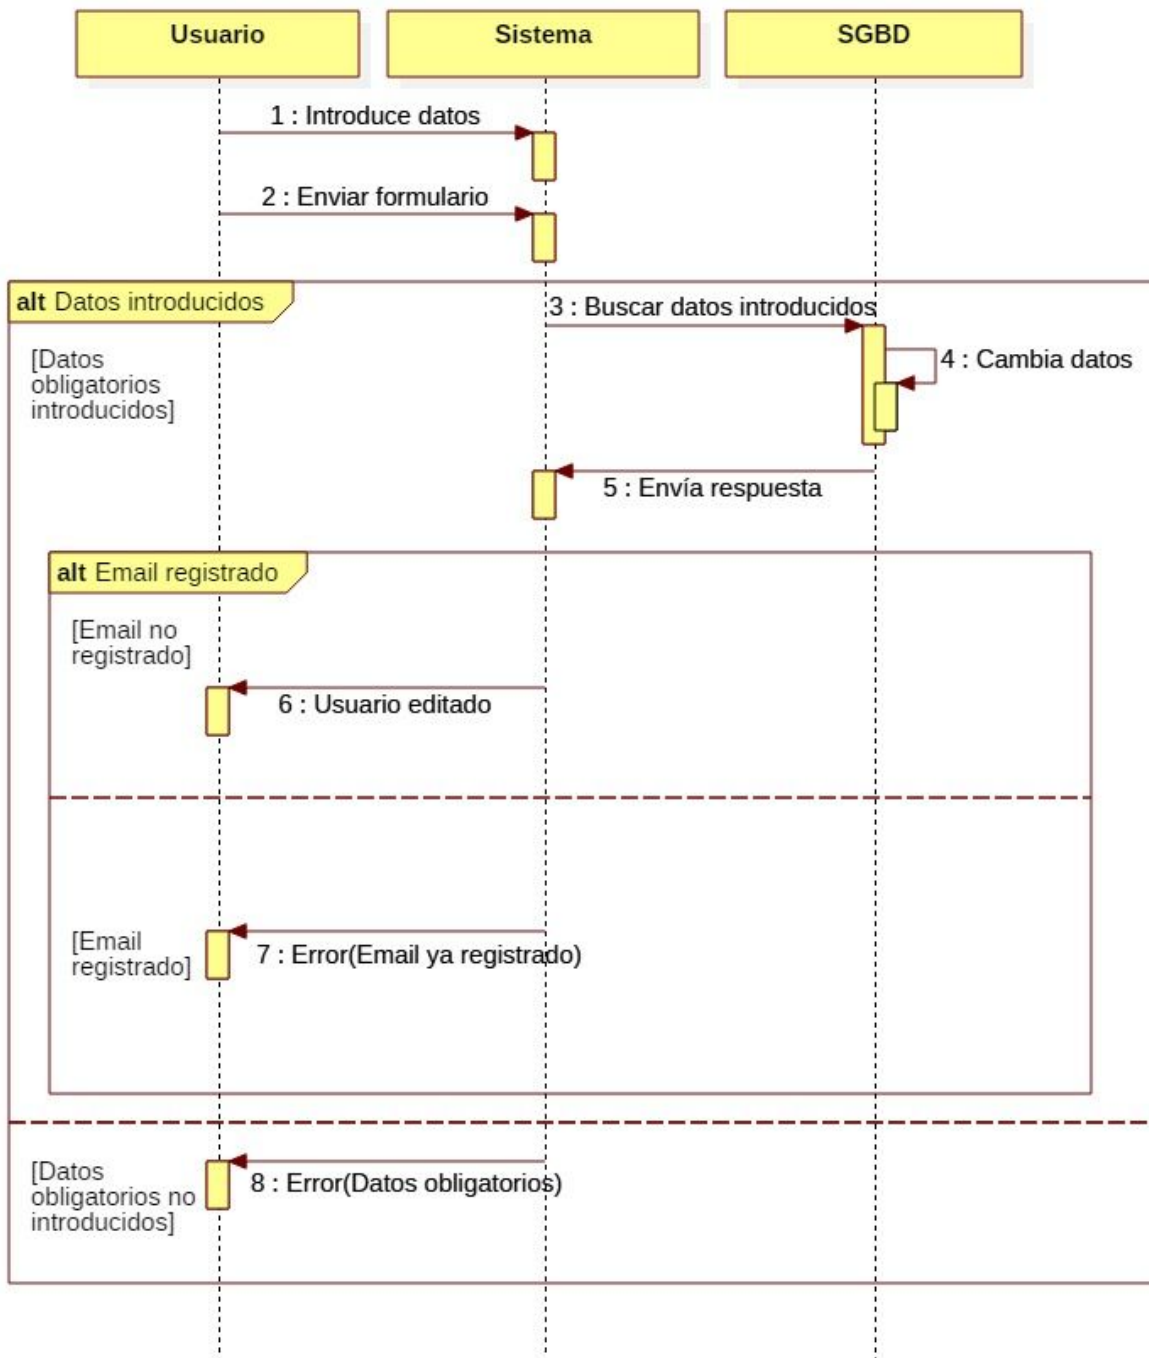 Usuario
Sistema
SGBD
1 : Introduce datos
2 : Enviar formulario
alt Datos introducidos
3 : Buscar datos introducidos
[Datos
obligatorios
introducidos]
4 : Cambia datos
5 : Envía respuesta
alt Email registrado
[Email no
registrado]
6 : Usuario editado
[Email
registrado]
7 : Error(Email ya registrado)
[Datos
obligatorios no
introducidos]
8 : Error(Datos obligatorios)